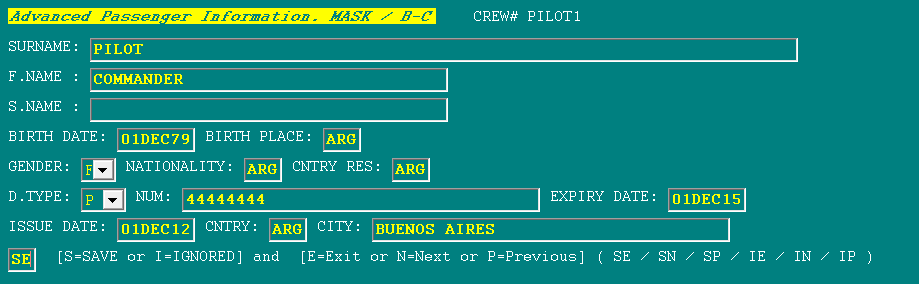 Advanced Passenger Information. MASK / B-C CREW# PILOT1
SURNAME: PILOT
F.NAME : COMMANDER
S.NAME :
BIRTH DATE: 01DEC79 BIRTH PLACE: ARG
GENDER: F NATIONALITY: ARG CNTRY RES: ARG
D.TYPE: P NUM: 44444444 EXPIRY DATE: 01DEC15
ISSUE DATE: 01DEC12 CNTRY: ARG CITY: BUENOS AIRES
SE [S=SAVE or I=IGNORED] and [E=Exit or N=Next or P=Previous] ( SE / SN / SP / IE / IN / IP )